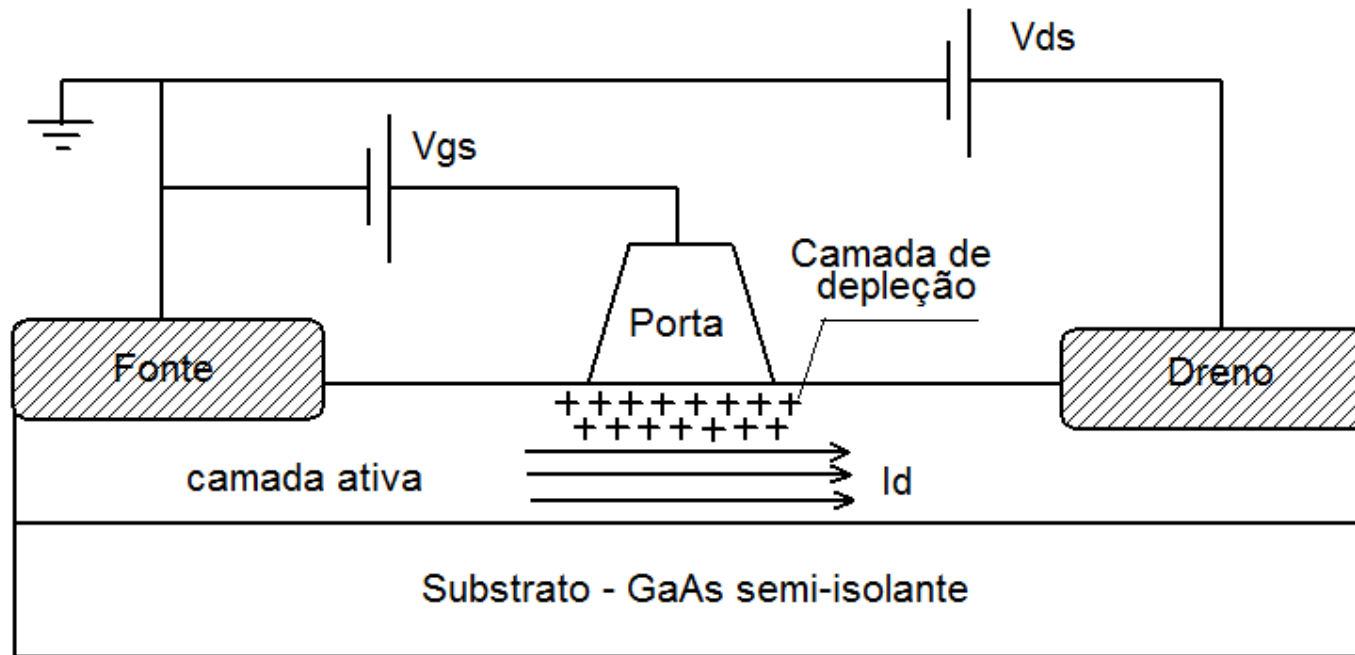 Vds
Vgs
Camada de
depleção
Porta
Fonte
Dreno
+ + + + + + + +
+ + + + + + +
camada ativa
Id
Substrato - GaAs semi-isolante